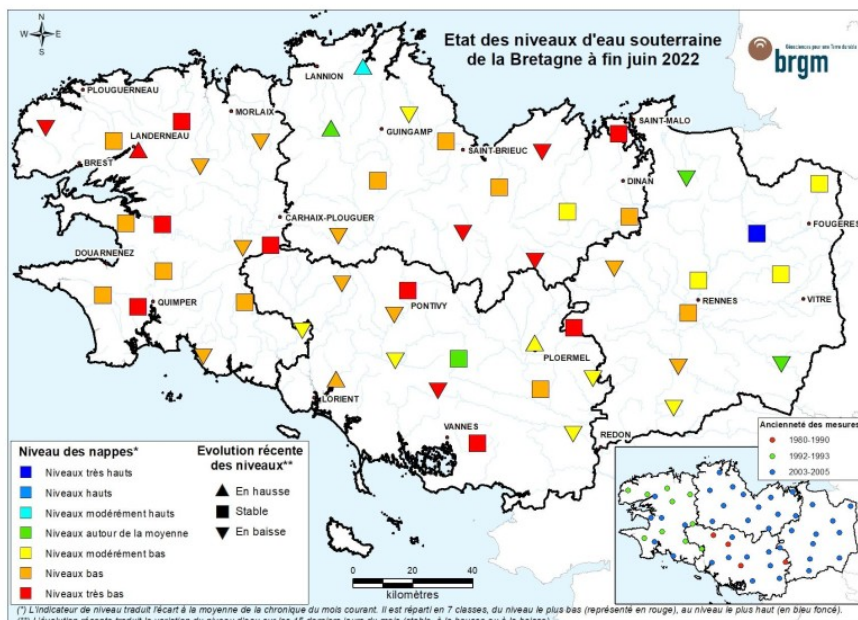 Etat des niveaux d'eau souterraine
de la Bretagne à fin juin 2022
brgm
N
W
E
S
LANNION
PLOUGUERNEAU
MORLAIX
LANDERNEAU
GUINGAMP
SAINT-MALO
SAINT-BRIEUC
BREST
DINAN
CARHAIX-PLOUGUER
FOUGERES
DOUARNENEZ
QUIMPER
PONTIVY
RENNES
VITRE
PLOERMEL
LORIENT
VANNES
REDON
Niveau des nappes*
Niveaux très hauts
Niveaux hauts
Niveaux modérément hauts
Niveaux autour de la moyenne
Niveaux modérément bas
Niveaux bas
Niveaux très bas
Evolution récente
des niveaux**
En hausse
Stable
En baisse
Ancienneté des mesures
1980-1990
1992-1993
2003-2005
0 20 40
kilomètres
(*) L'indicateur de niveau traduit l'écart à la moyenne de la chronique du mois courant. Il est réparti en 7 classes, du niveau le plus bas (représenté en rouge), au niveau le plus haut (en bleu foncé).